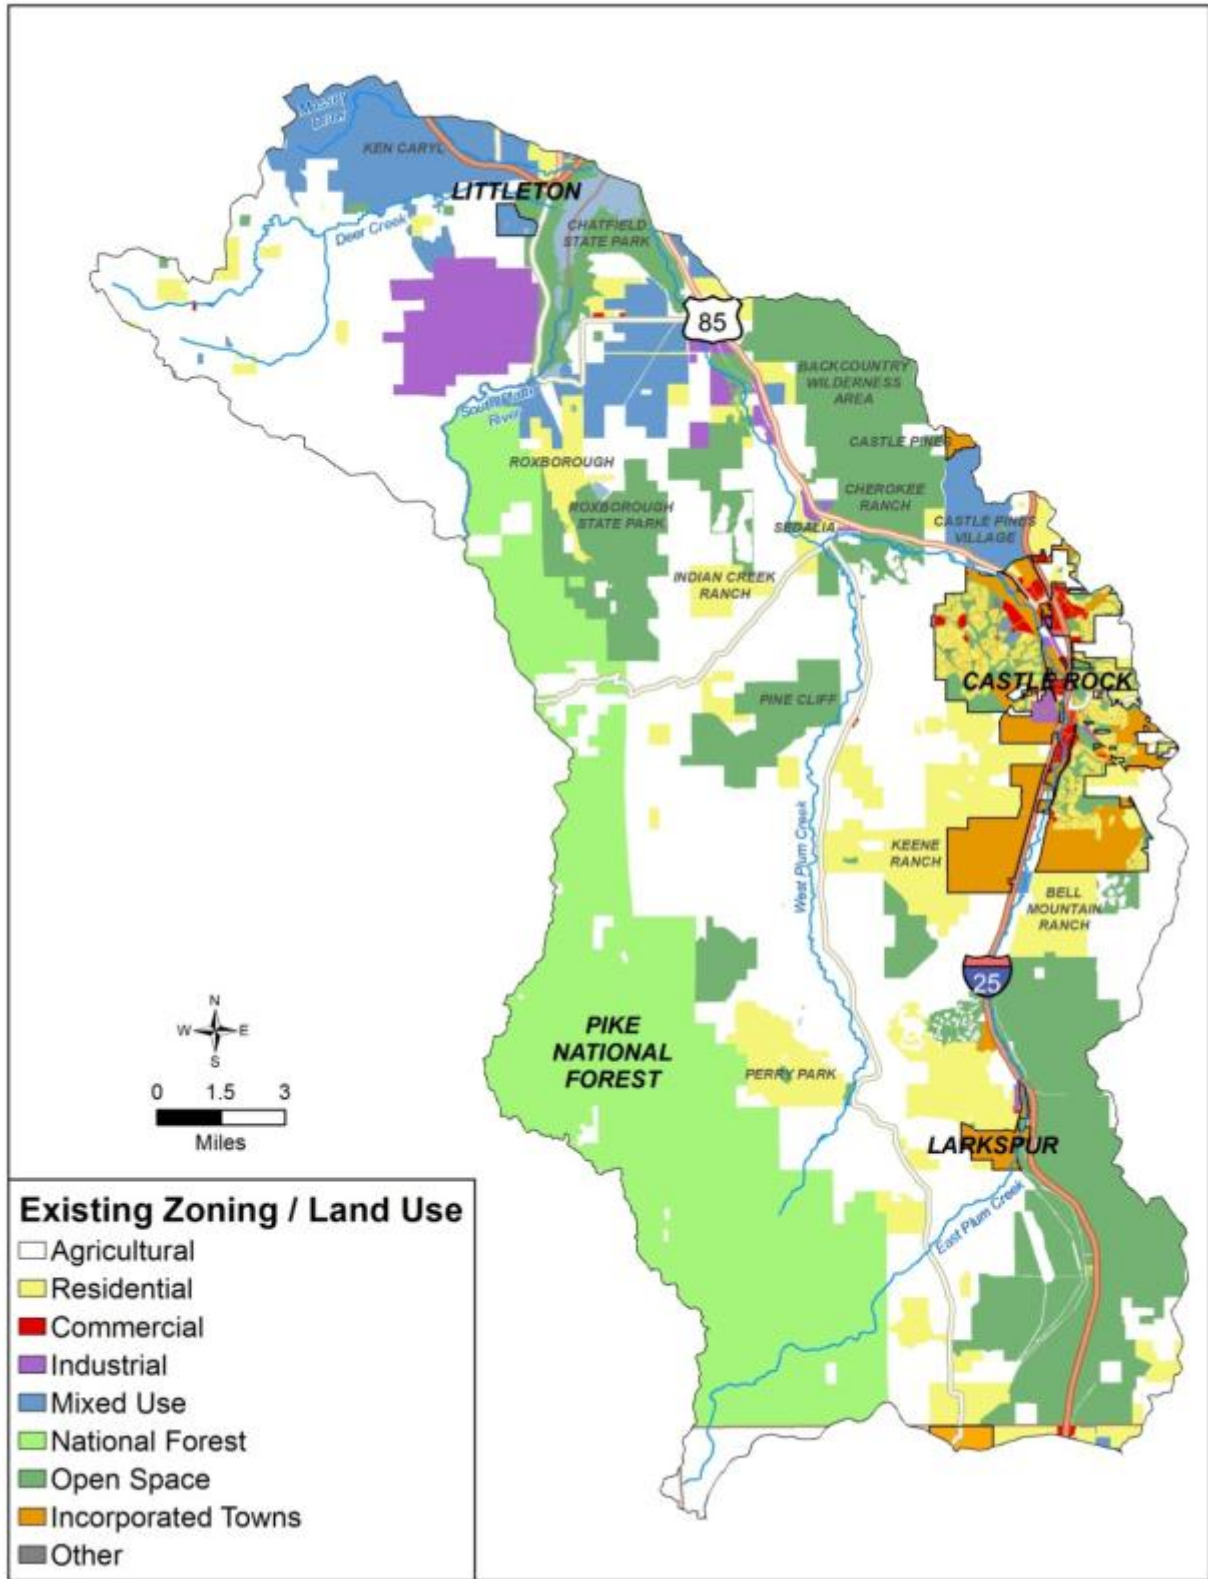 Massey
Draw
KEN CARYL
LITTLETON
Deer Creek
CHATFIELD
STATE PARK
85
BACKCOUNTRY
WILDERNESS
AREA
South Platte
River
CASTLE PINES
ROXBOROUGH
CHEROKEE
RANCH
ROXBOROUGH
STATE PARK
SEDALIA
CASTLE PINES
VILLAGE
INDIAN CREEK
RANCH
CASTLE ROCK
PINE CLIFF
West Plum Creek
KEENE
RANCH
BELL
MOUNTAIN
RANCH
25
N
W E
S
PIKE
NATIONAL
FOREST
PERRY PARK
0 1.5 3
Miles
LARKSPUR
East Plum Creek
Existing Zoning / Land Use
Agricultural
Residential
Commercial
Industrial
Mixed Use
National Forest
Open Space
Incorporated Towns
Other